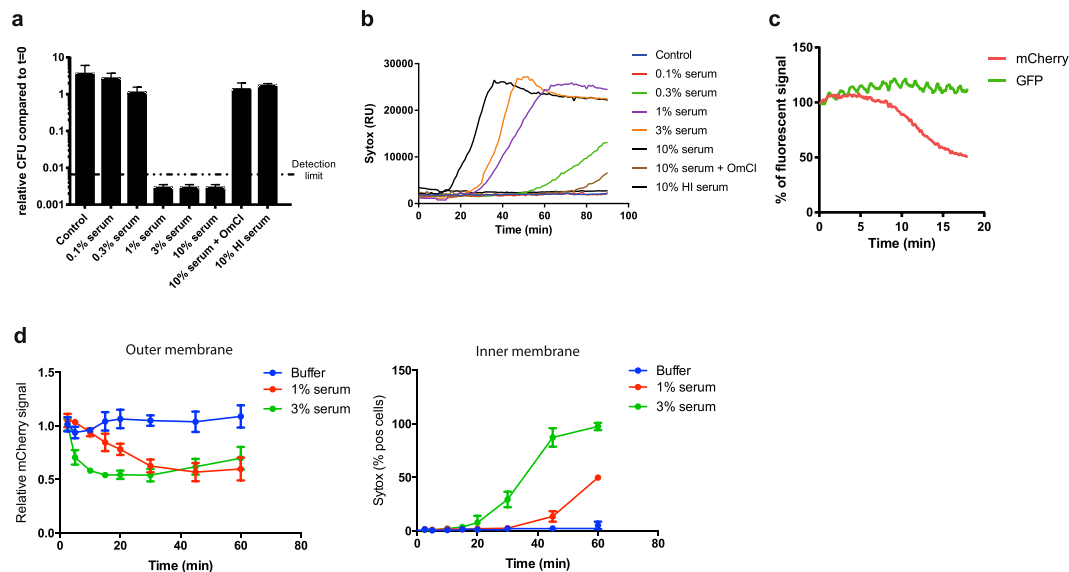 a
relative CFU compared to t=0
10
1
0.1
0.01
0.001
Detection
limit
Control
0.1% serum
0.3% serum
1% serum
3% serum
10% serum
10% serum + OmCI
10% HI serum
b
Sytox (RU)
30000
20000
10000
0
0 20 40 60 80 100
Time (min)
Control
0.1% serum
0.3% serum
1% serum
3% serum
10% serum
10% serum + OmCI
10% HI serum
c
% of fluorescent signal
150
100
50
0
0 5 10 15 20
Time (min)
mCherry
GFP
d
Outer membrane
Relative mCherry signal
1.5
1.0
0.5
0.0
0 20 40 60 80
Time (min)
Buffer
1% serum
3% serum
Inner membrane
Sytox (% pos cells)
150
100
50
0
0 20 40 60 80
Time (min)
Buffer
1% serum
3% serum